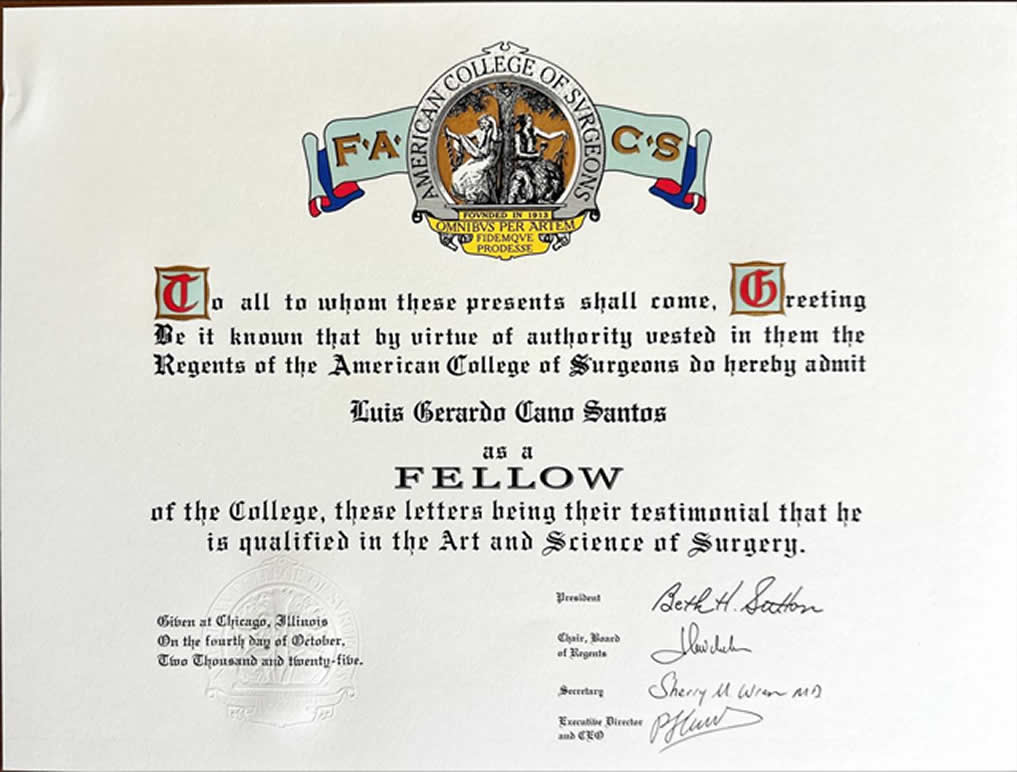 AMERICAN COLLEGE OF SVRGEONS
F·A·C·S
FOUNDED IN 1913
OMNIBVS PER ARTEM
FIDEMQVE
PRODESSE
To all to whom these presents shall come, Greeting
Be it known that by virtue of authority vested in them the
Regents of the American College of Surgeons do hereby admit
Luis Gerardo Cano Santos
as a
FELLOW
of the College, these letters being their testimonial that he
is qualified in the Art and Science of Surgery.
Given at Chicago, Illinois
On the fourth day of October,
Two Thousand and twenty-five.
President
Beth H. Sutton
Chair, Board
of Regents
Secretary
Sherry M. Wren MD
Executive Director
and CEO